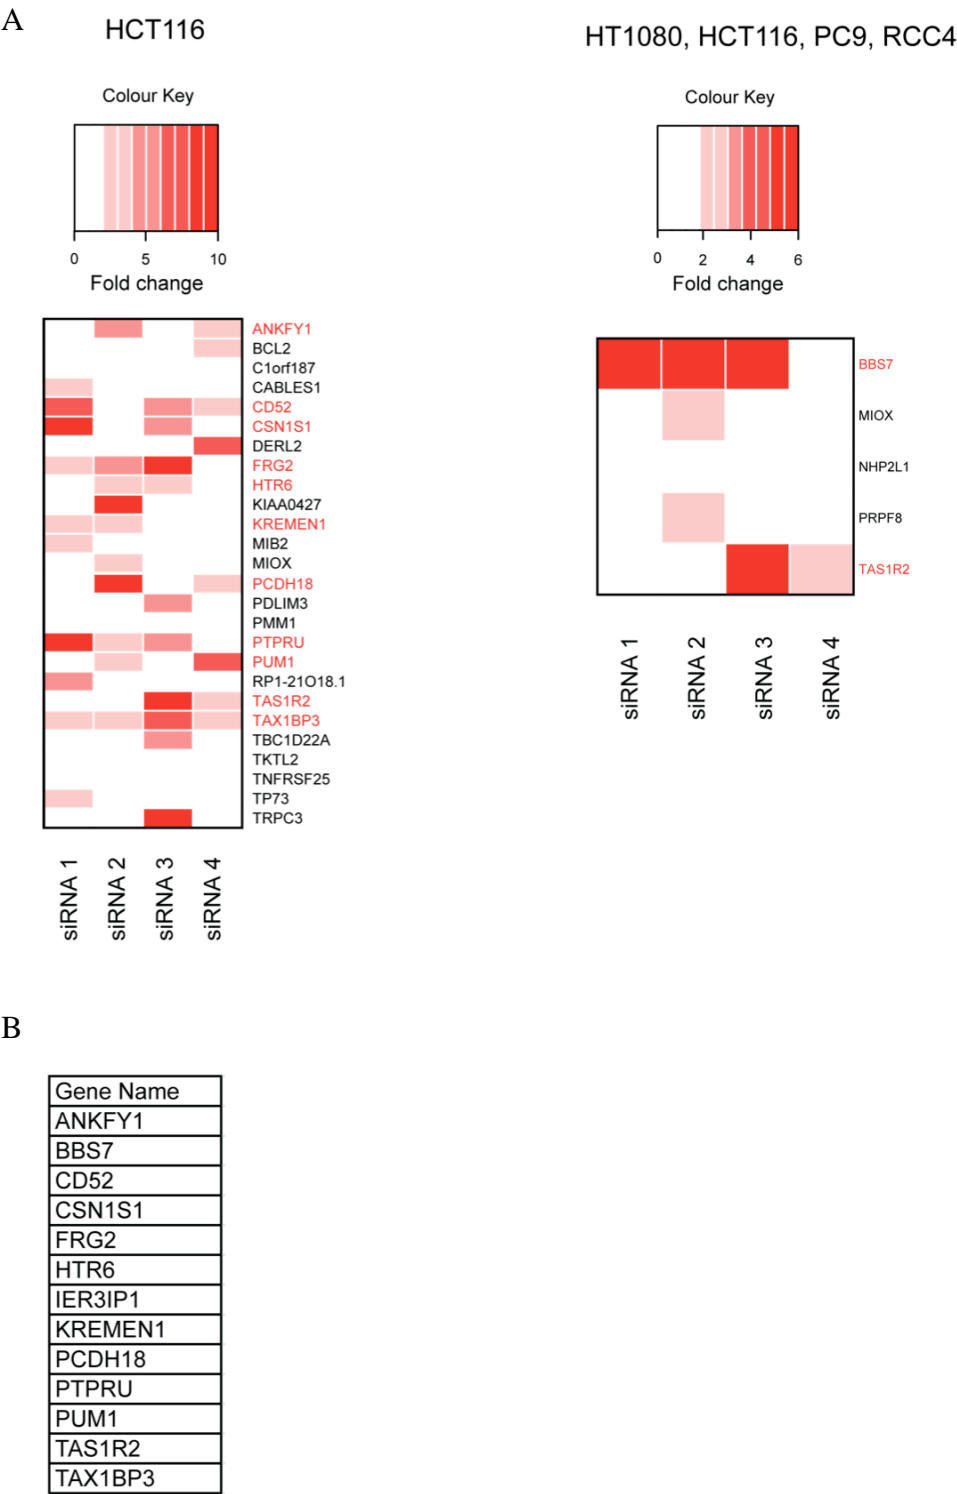 A
HCT116
HT1080, HCT116, PC9, RCC4
Colour Key
0 5 10
Fold change
Colour Key
0 2 4 6
Fold change
ANKFY1
BCL2
C1orf187
CABLES1
CD52
CSN1S1
DERL2
FRG2
HTR6
KIAA0427
KREMEN1
MIB2
MIOX
PCDH18
PDLIM3
PMM1
PTPRU
PUM1
RP1-21O18.1
TAS1R2
TAX1BP3
TBC1D22A
TKTL2
TNFRSF25
TP73
TRPC3
siRNA 1
siRNA 2
siRNA 3
siRNA 4
BBS7
MIOX
NHP2L1
PRPF8
TAS1R2
siRNA 1
siRNA 2
siRNA 3
siRNA 4
B
Gene Name
ANKFY1
BBS7
CD52
CSN1S1
FRG2
HTR6
IER3IP1
KREMEN1
PCDH18
PTPRU
PUM1
TAS1R2
TAX1BP3